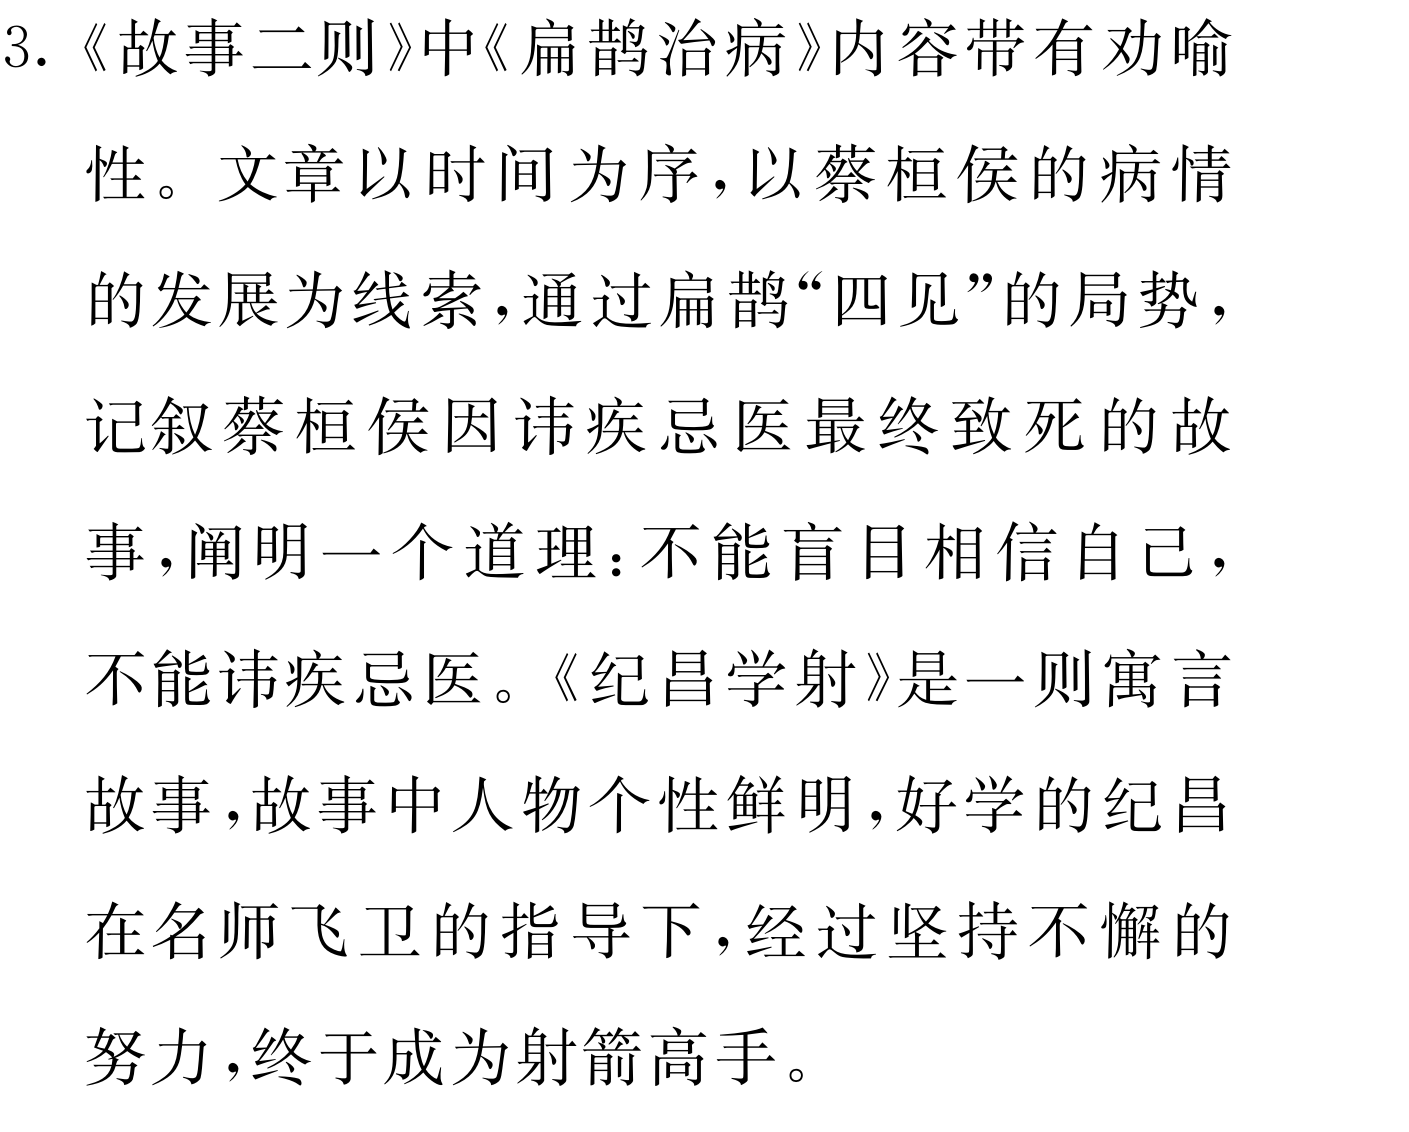 3.《故事二则》中《扁鹊治病》内容带有劝喻
性。文章以时间为序,以蔡桓侯的病情
的发展为线索,通过扁鹊“四见”的局势,
记叙蔡桓侯因讳疾忌医最终致死的故
事,阐明一个道理:不能盲目相信自己,
不能讳疾忌医。《纪昌学射》是一则寓言
故事,故事中人物个性鲜明,好学的纪昌
在名师飞卫的指导下,经过坚持不懈的
努力,终于成为射箭高手。